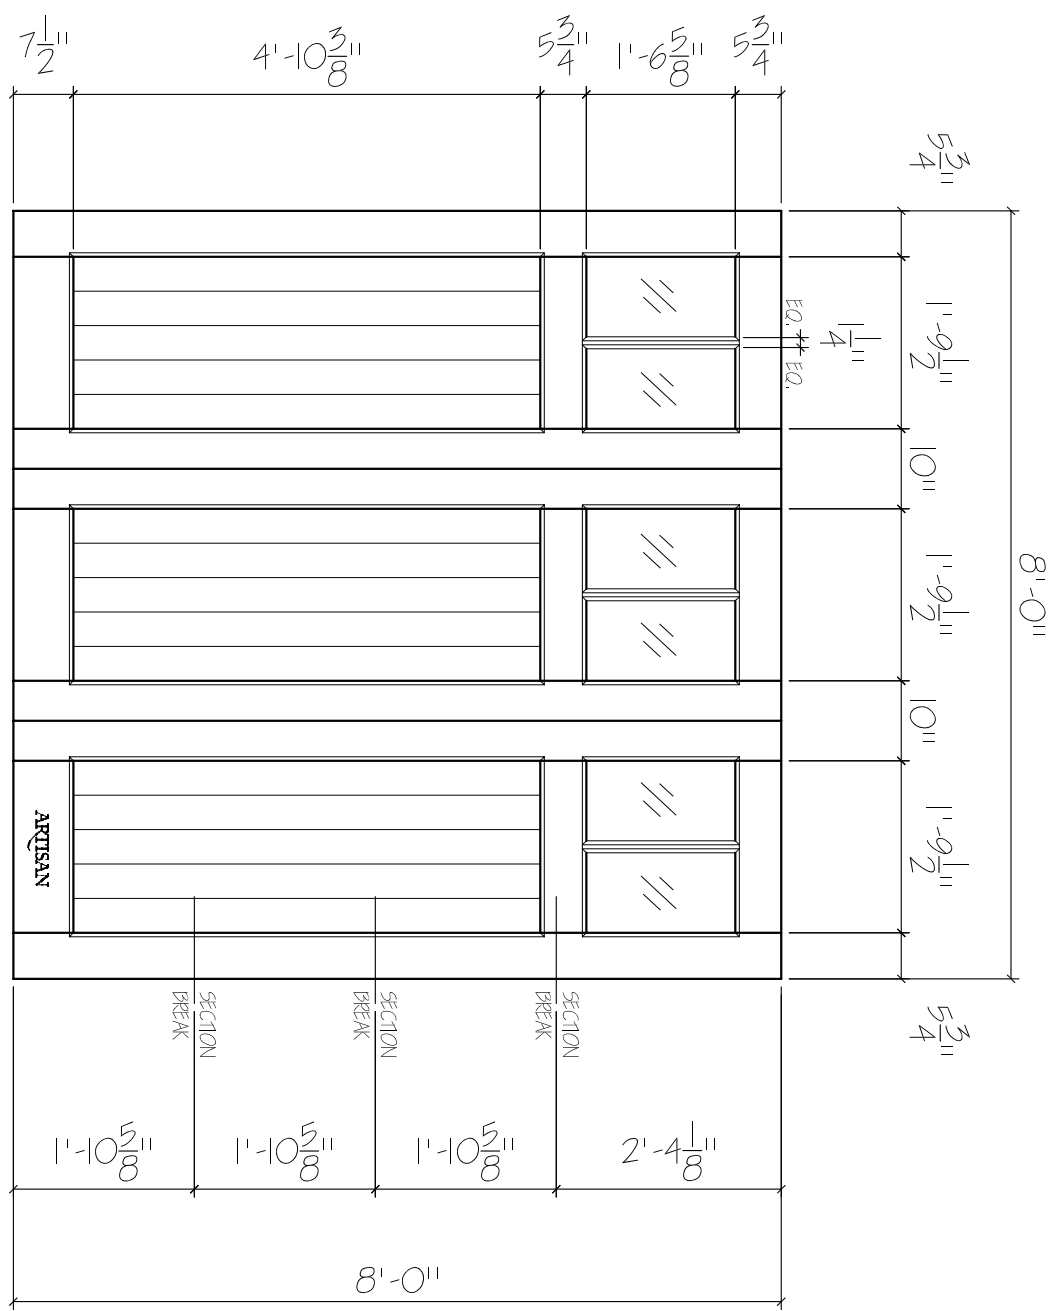 7 1/2"
4'-10 3/8"
5 3/4"
1'-6 5/8"
5 3/4"
5 3/4"
1'-9 1/2"
10"
1'-9 1/2"
10"
1'-9 1/2"
5 3/4"
8'-0"
EQ.
EQ.
1 1/4"
ARTISAN
SECTION
BREAK
SECTION
BREAK
SECTION
BREAK
1'-10 5/8"
1'-10 5/8"
1'-10 5/8"
2'-4 1/8"
8'-0"